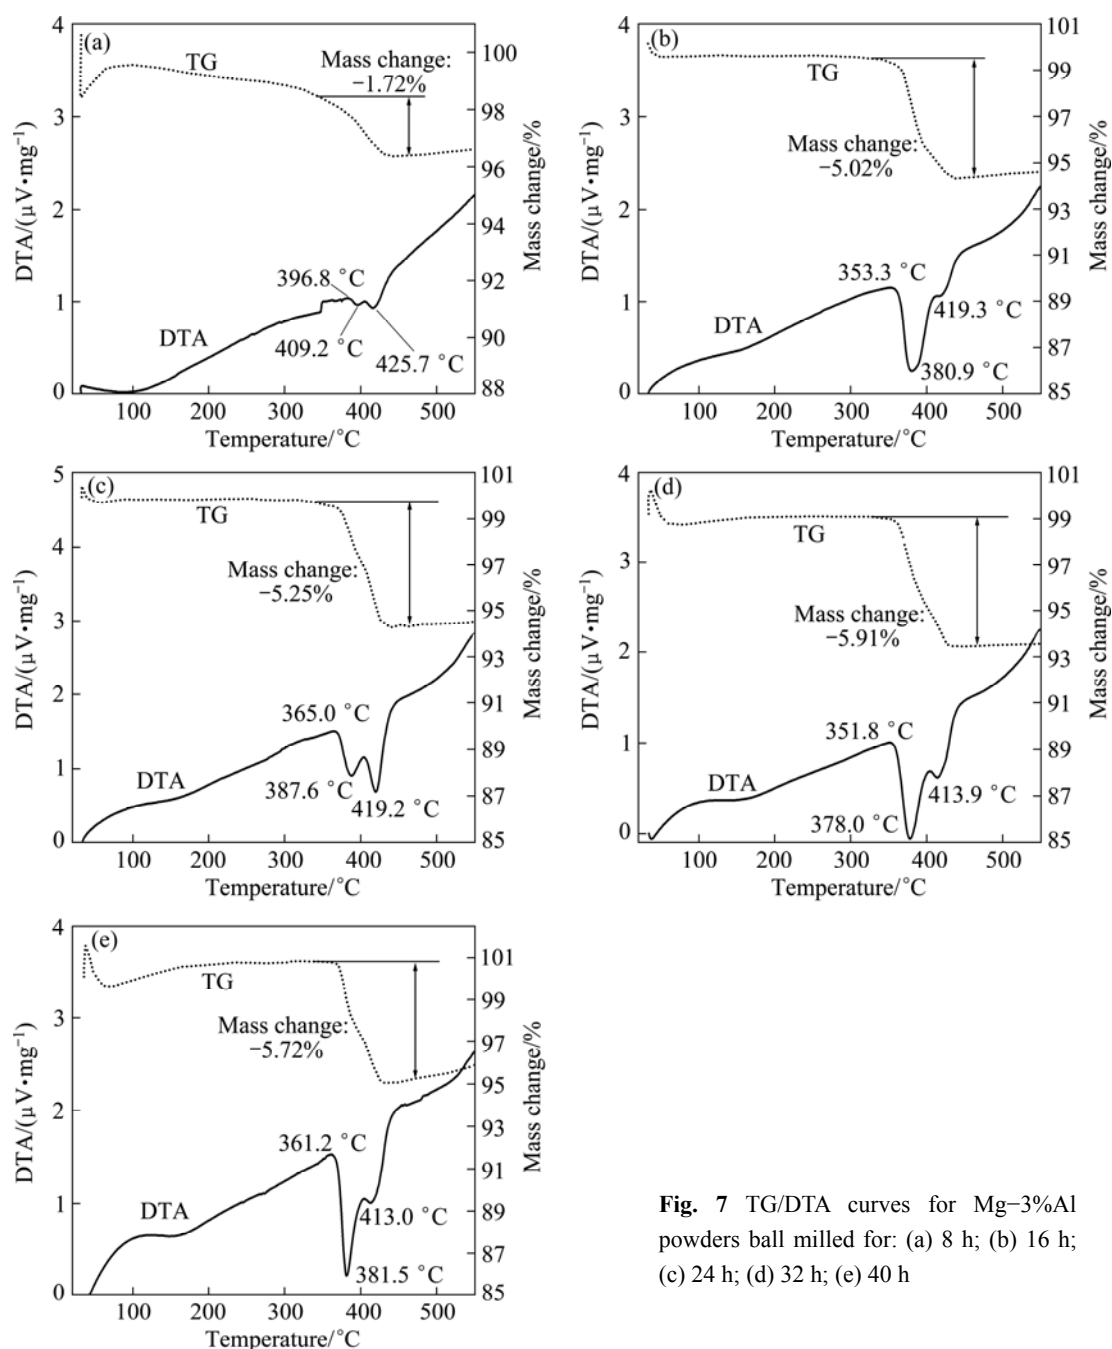 (a)
TG
Mass change:
−1.72%
396.8 °C
409.2 °C
425.7 °C
DTA
4
3
2
1
0
DTA/(μV•mg⁻¹)
100
98
96
94
92
90
88
Mass change/%
100 200 300 400 500
Temperature/°C
(b)
TG
Mass change:
−5.02%
353.3 °C
419.3 °C
380.9 °C
DTA
4
3
2
1
0
DTA/(μV•mg⁻¹)
101
99
97
95
93
91
89
87
85
Mass change/%
100 200 300 400 500
Temperature/°C
(c)
TG
Mass change:
−5.25%
365.0 °C
387.6 °C
419.2 °C
DTA
5
4
3
2
1
0
DTA/(μV•mg⁻¹)
101
99
97
95
93
91
89
87
85
Mass change/%
100 200 300 400 500
Temperature/°C
(d)
TG
Mass change:
−5.91%
351.8 °C
413.9 °C
378.0 °C
DTA
4
3
2
1
0
DTA/(μV•mg⁻¹)
101
99
97
95
93
91
89
87
85
Mass change/%
100 200 300 400 500
Temperature/°C
(e)
TG
Mass change:
−5.72%
361.2 °C
413.0 °C
381.5 °C
DTA
4
3
2
1
0
DTA/(μV•mg⁻¹)
101
99
97
95
93
91
89
87
85
Mass change/%
100 200 300 400 500
Temperature/°C
Fig. 7 TG/DTA curves for Mg−3%Al
powders ball milled for: (a) 8 h; (b) 16 h;
(c) 24 h; (d) 32 h; (e) 40 h